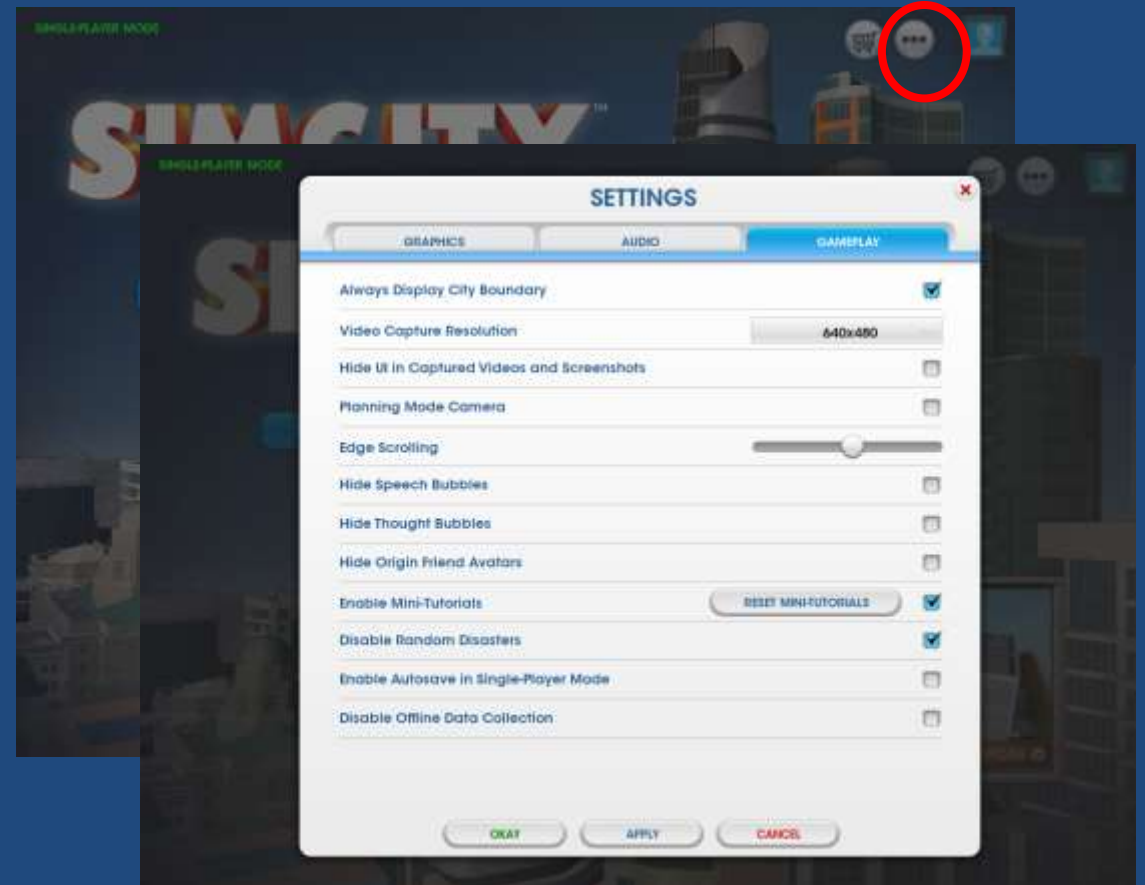 SINGLE-PLAYER MODE
SIMCITY™
SINGLE-PLAYER MODE
SETTINGS
GRAPHICS AUDIO GAMEPLAY
Always Display City Boundary
Video Capture Resolution 640x480
Hide UI in Captured Videos and Screenshots
Planning Mode Camera
Edge Scrolling
Hide Speech Bubbles
Hide Thought Bubbles
Hide Origin Friend Avatars
Enable Mini-Tutorials RESET MINI-TUTORIALS
Disable Random Disasters
Enable Autosave in Single-Player Mode
Disable Offline Data Collection
OKAY APPLY CANCEL